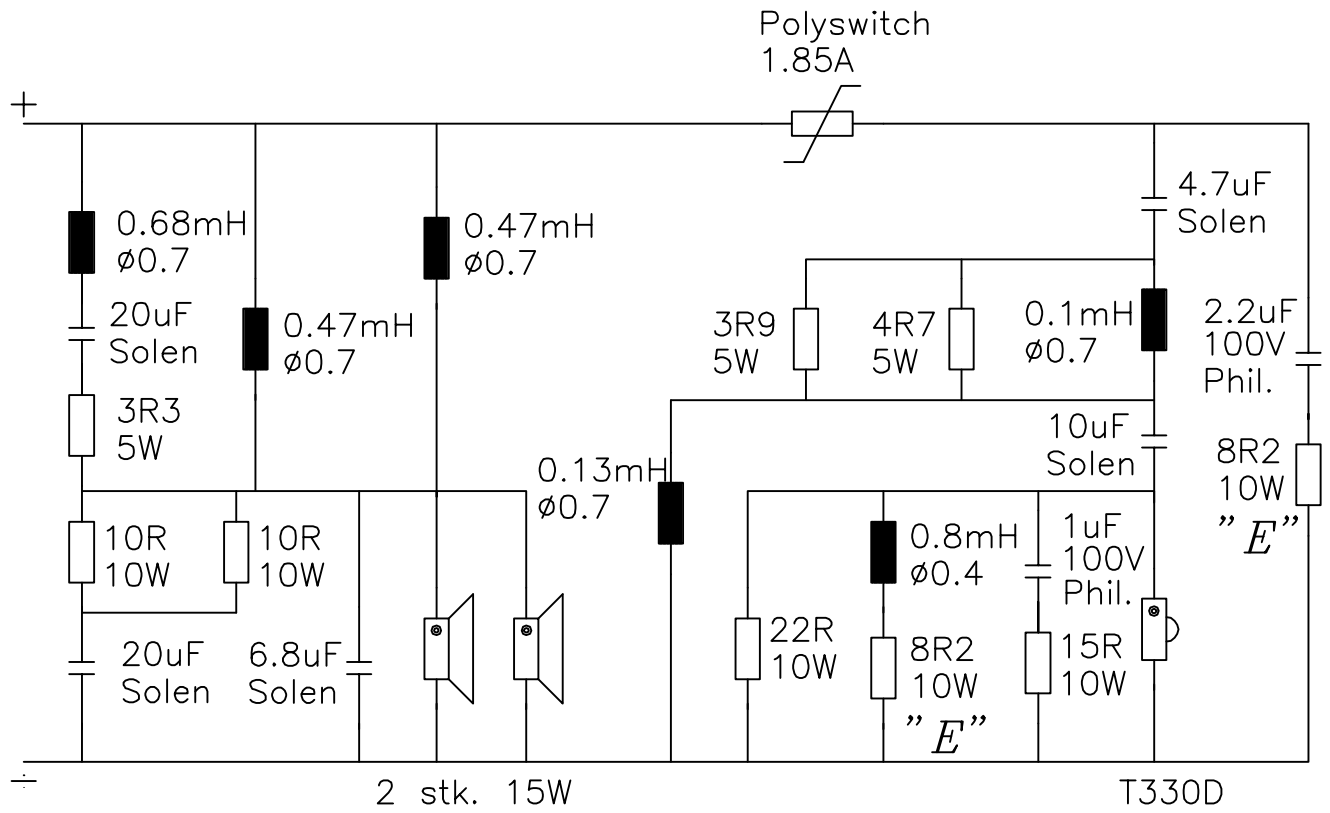 Polyswitch
1.85A
+
4.7uF
Solen
0.68mH
ø0.7
0.47mH
ø0.7
20uF
Solen
0.47mH
ø0.7
3R9
5W
4R7
5W
0.1mH
ø0.7
2.2uF
100V
Phil.
3R3
5W
10uF
Solen
8R2
10W
"E"
0.13mH
ø0.7
10R
10W
10R
10W
0.8mH
ø0.4
1uF
100V
Phil.
20uF
Solen
6.8uF
Solen
22R
10W
8R2
10W
"E"
15R
10W
÷
2 stk. 15W
T330D